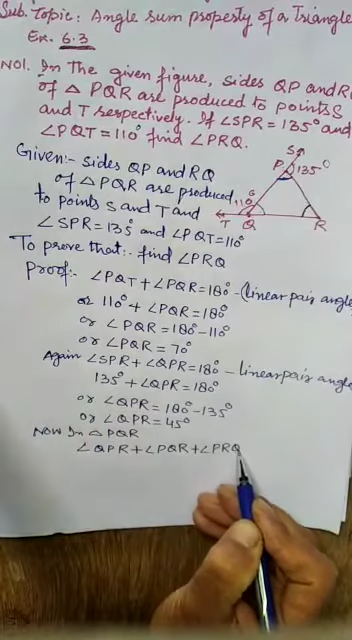 Sub. Topic: Angle sum property of a Triangle
Ex. 6.3
No1. In The given figure, sides QP and R
of △ PQR are produced to points S
and T respectively. If ∠SPR = 135° and
∠PQT = 110° find ∠PRQ.
S
P 135°
110°
T Q R
Given:- Sides QP and RQ
of △ PQR are produced
to points S and T and
∠ SPR = 135° and ∠PQT = 110°
To prove that:- find ∠PRQ
Proof:- ∠PQT + ∠PQR = 180° - (linear pair angle
or 110° + ∠PQR = 180°
or ∠PQR = 180° - 110°
or ∠PQR = 70°
Again ∠SPR + ∠QPR = 180° - linear pair angle
135° + ∠QPR = 180°
or ∠QPR = 180° - 135°
or ∠QPR = 45°
Now In △ PQR
∠QPR + ∠PQR + ∠PRQ